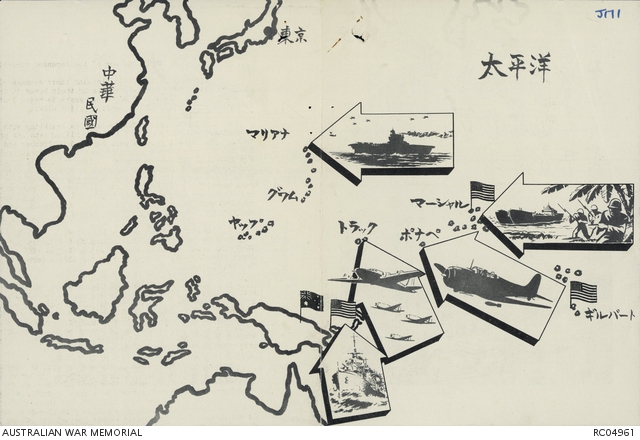 J171
東京
太平洋
中華
民國
マリアナ
グワム
ヤップ
マーシャル
トラック
ポナペ
ギルバート
AUSTRALIAN WAR MEMORIAL
RC04961